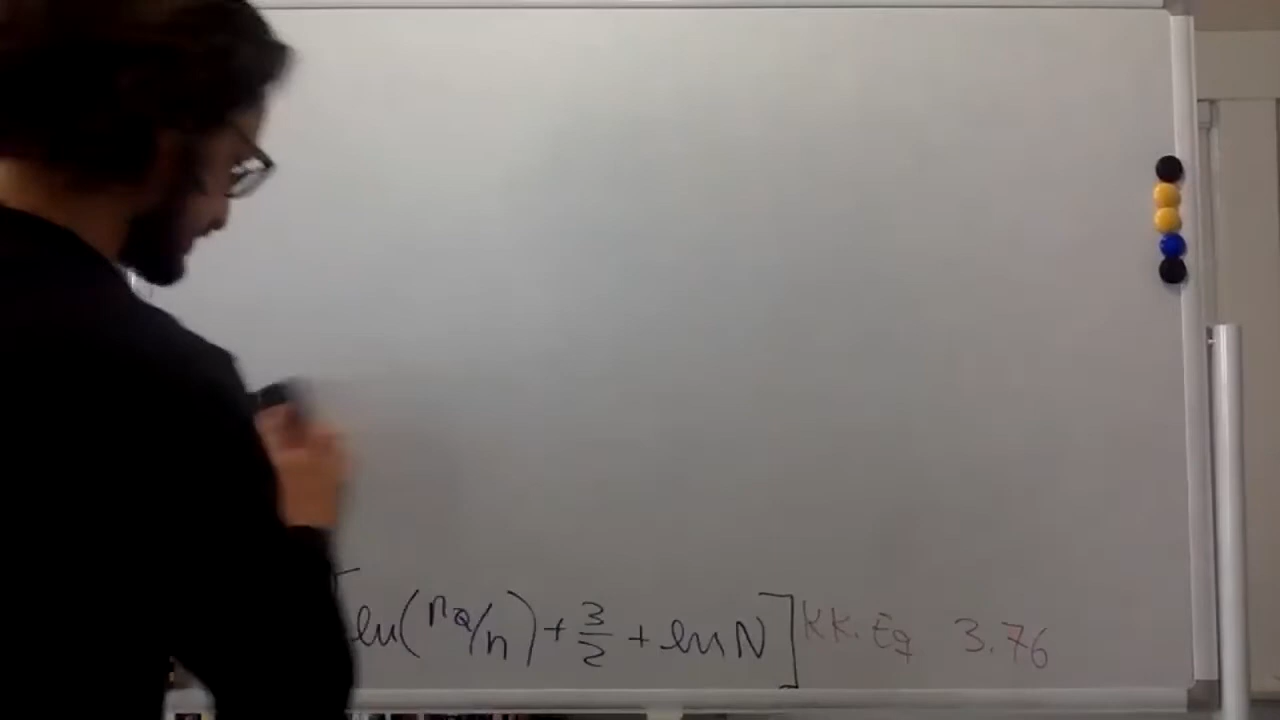 ln(nQ/n) + 3/2 + ln N] KK. Eq 3.76